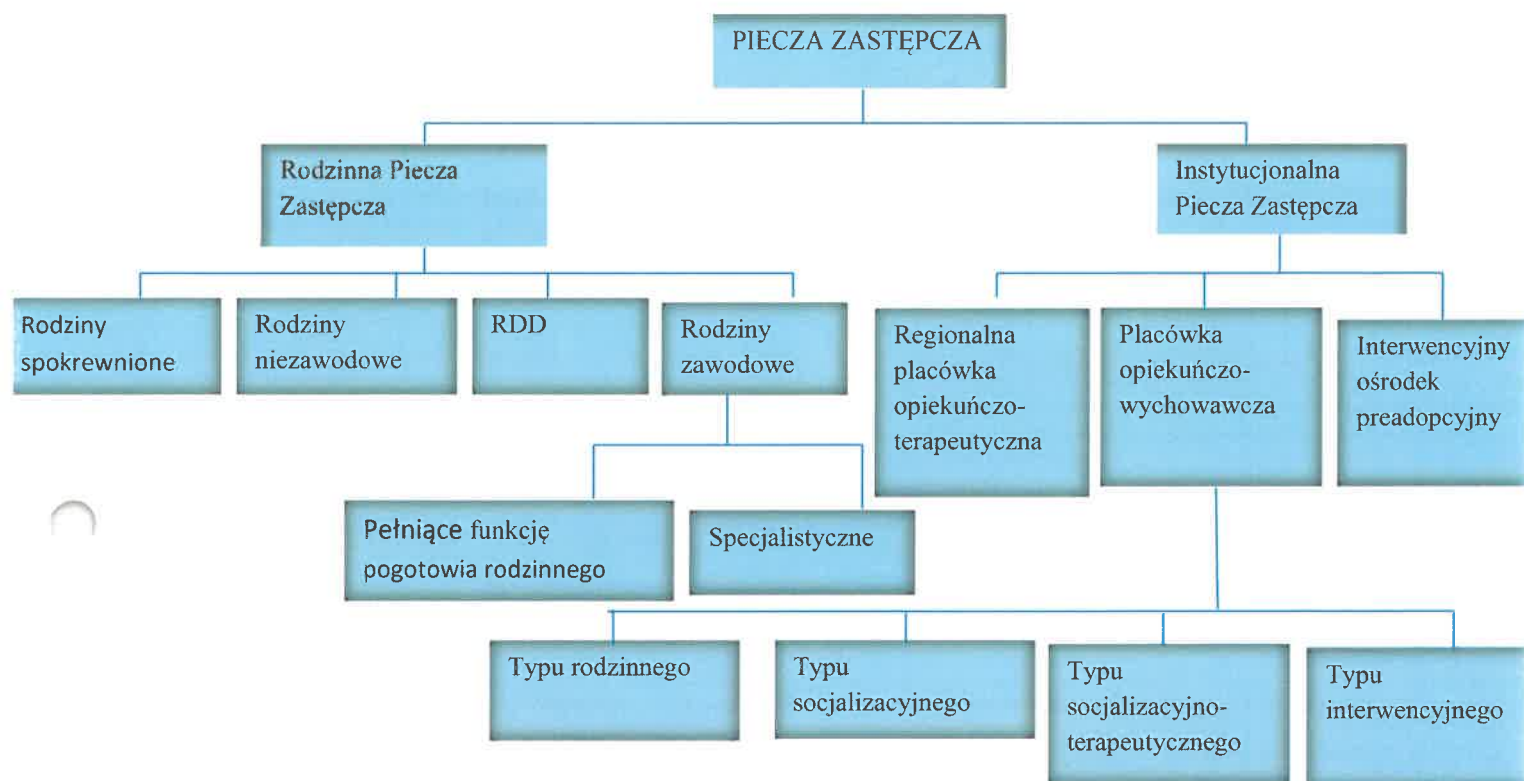 PIECZA ZASTĘPCZA
Rodzinna Piecza
Zastępcza
Instytucjonalna
Piecza Zastępcza
Rodziny
spokrewnione
Rodziny
niezawodowe
RDD
Rodziny
zawodowe
Regionalna
placówka
opiekuńczo-
terapeutyczna
Placówka
opiekuńczo-
wychowawcza
Interwencyjny
ośrodek
preadopcyjny
Pełniące funkcję
pogotowia rodzinnego
Specjalistyczne
Typu rodzinnego
Typu
socjalizacyjnego
Typu
socjalizacyjno-
terapeutycznego
Typu
interwencyjnego